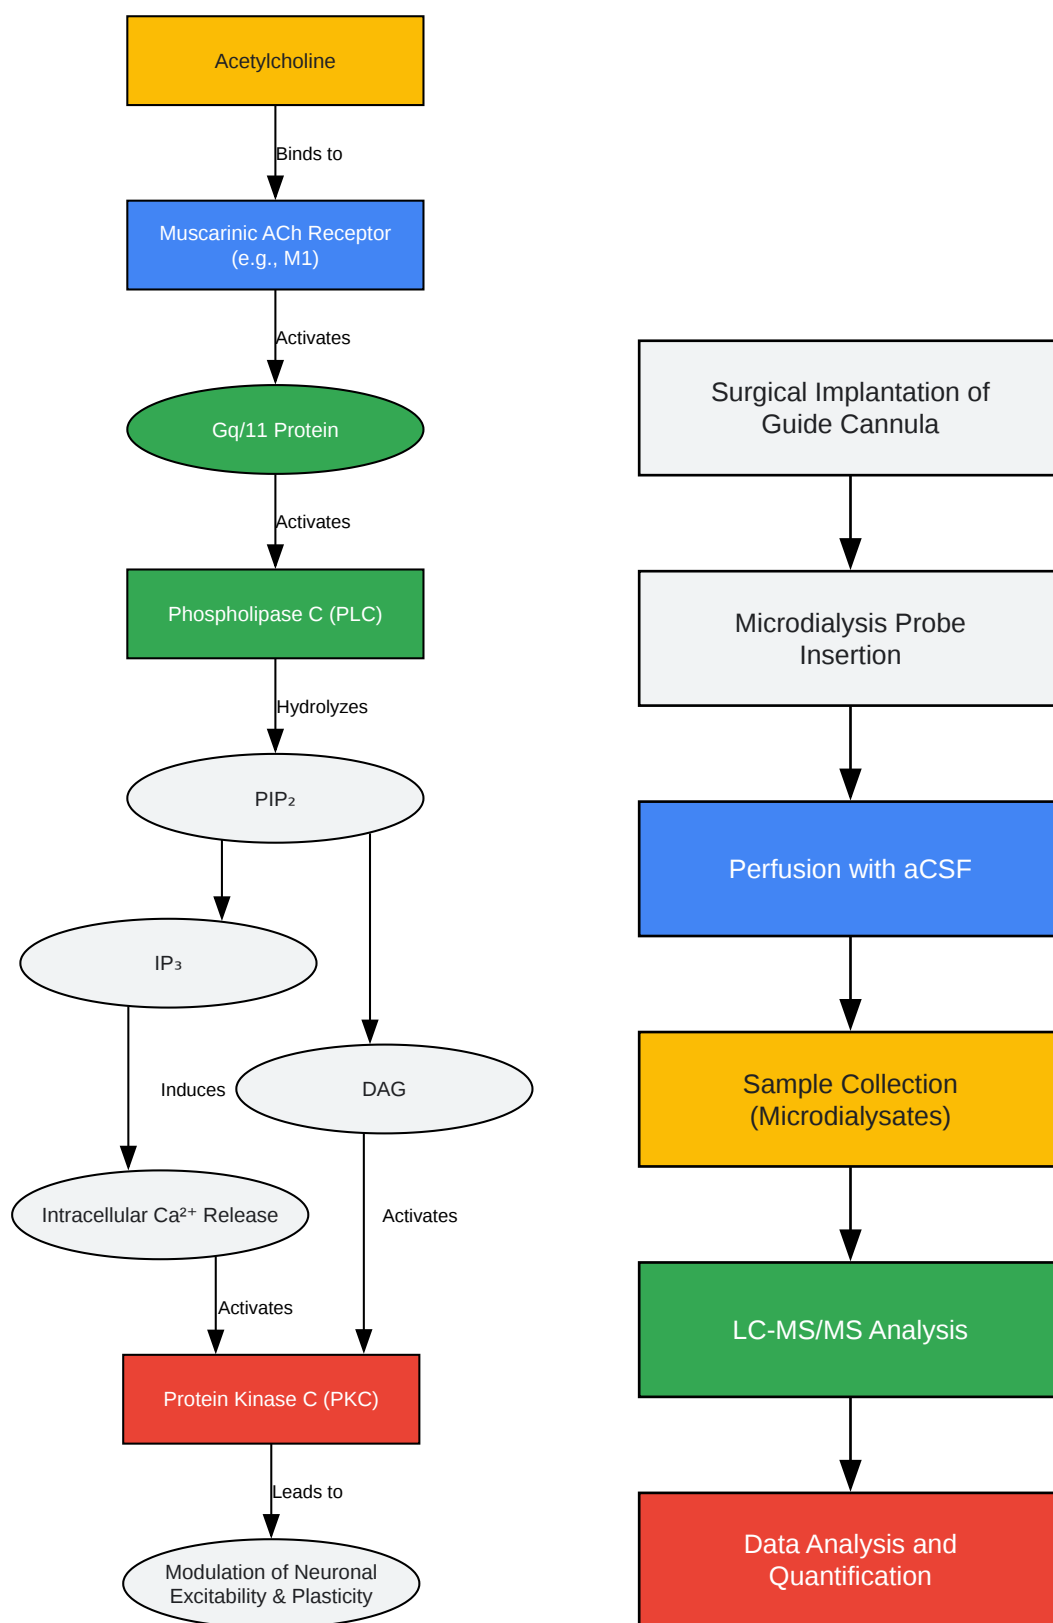 Acetylcholine
Binds to
Muscarinic ACh Receptor
(e.g., M1)
Activates
Gq/11 Protein
Activates
Phospholipase C (PLC)
Hydrolyzes
PIP₂
IP₃
Induces
DAG
Intracellular Ca²⁺ Release
Activates
Activates
Protein Kinase C (PKC)
Leads to
Modulation of Neuronal
Excitability & Plasticity
Surgical Implantation of
Guide Cannula
Microdialysis Probe
Insertion
Perfusion with aCSF
Sample Collection
(Microdialysates)
LC-MS/MS Analysis
Data Analysis and
Quantification